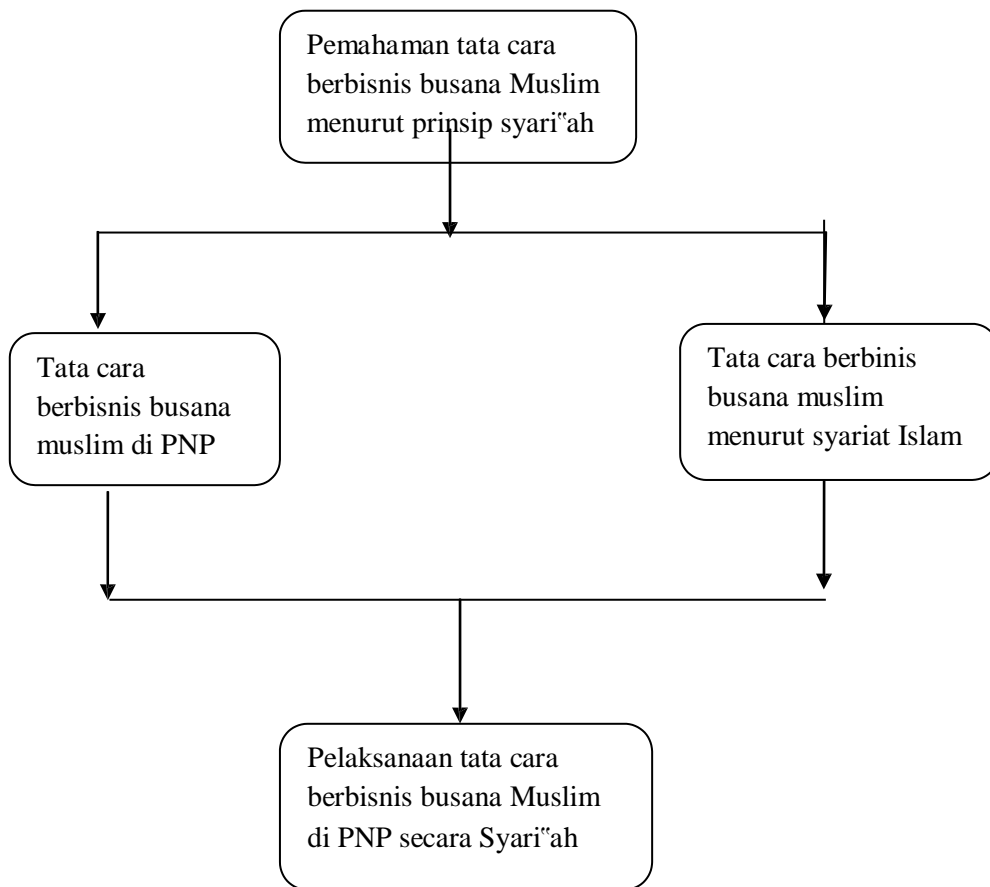 Pemahaman tata cara
berbisnis busana Muslim
menurut prinsip syari‟ah
Tata cara
berbisnis busana
muslim di PNP
Tata cara berbinis
busana muslim
menurut syariat Islam
Pelaksanaan tata cara
berbisnis busana Muslim
di PNP secara Syari‟ah